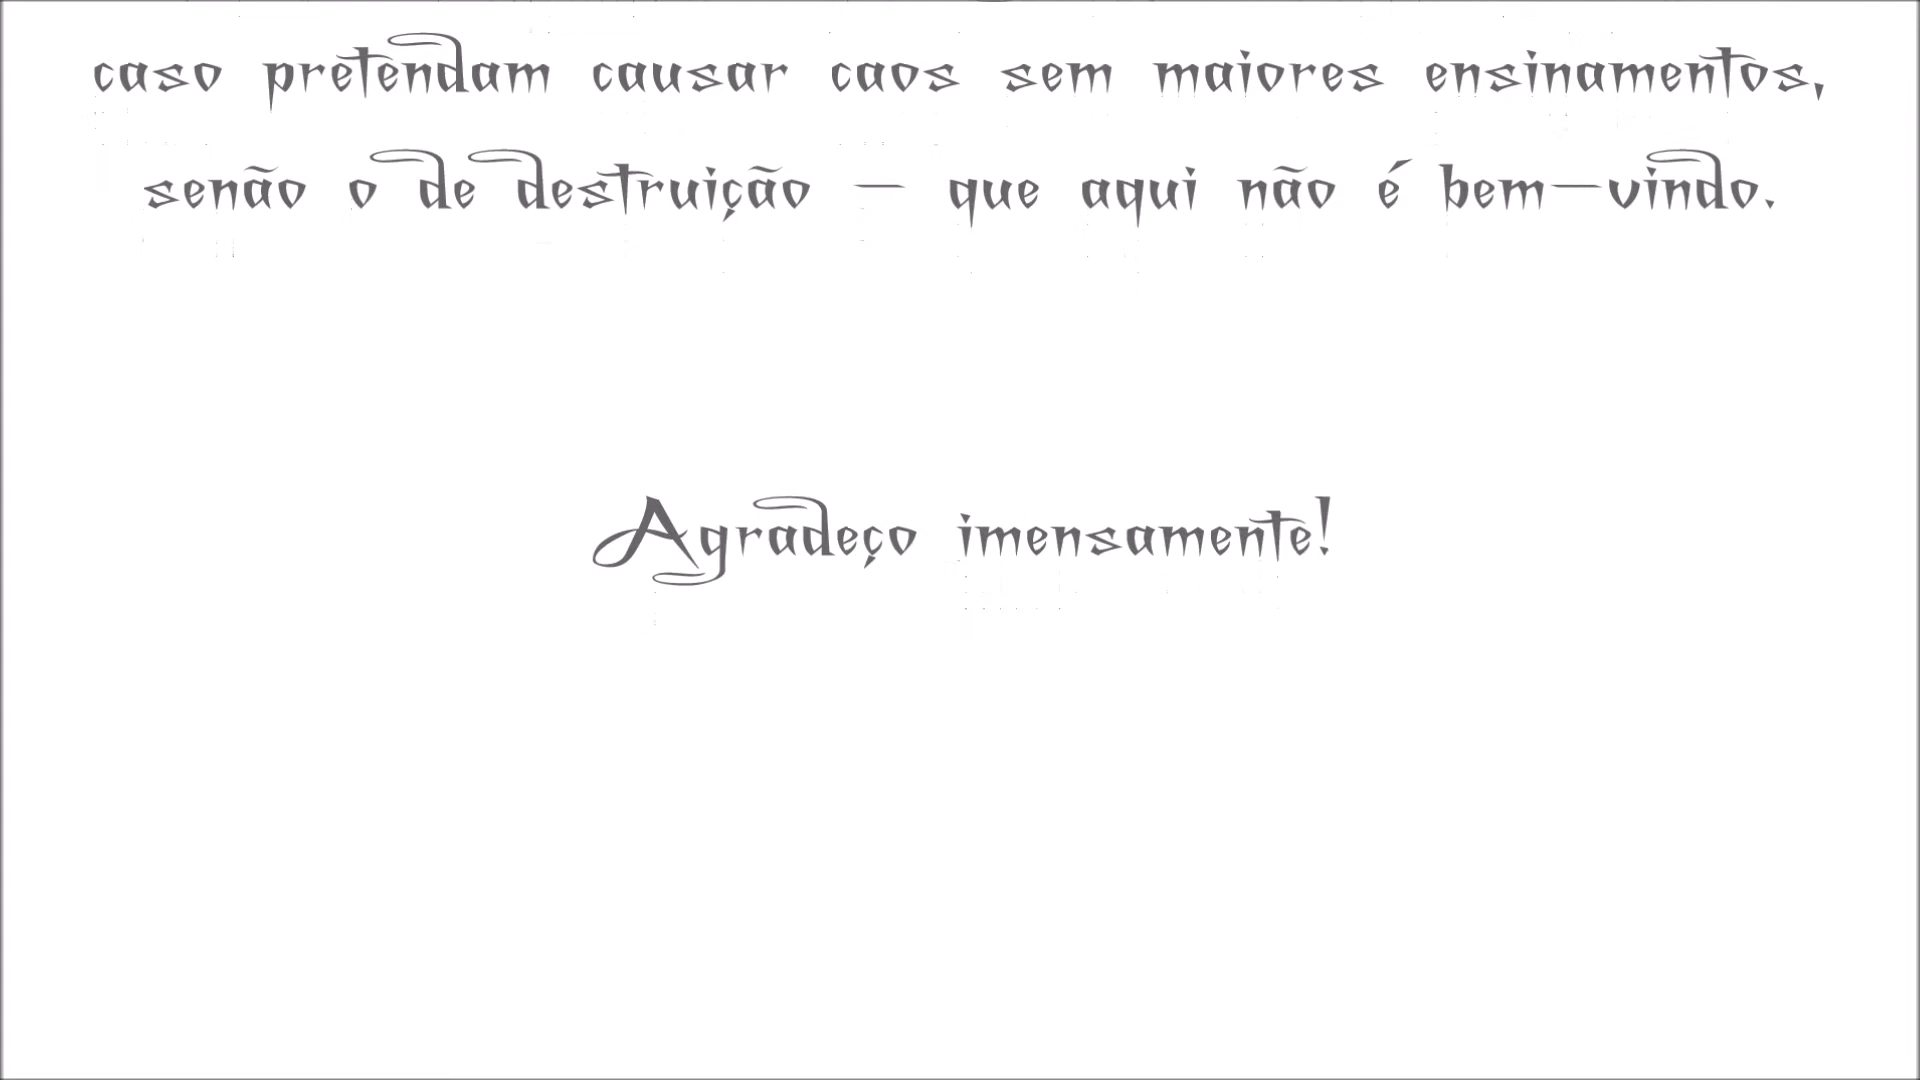 caso pretendam causar caos sem maiores ensinamentos,
senão o de destruição — que aqui não é bem-vindo.
Agradeço imensamente!